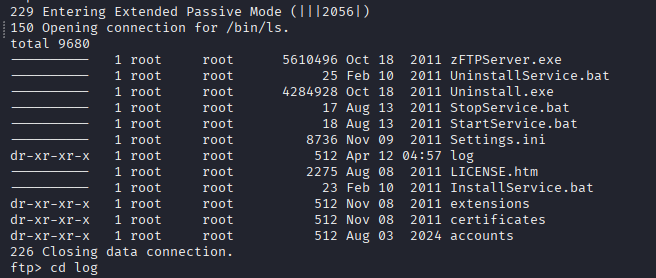 229 Entering Extended Passive Mode (|||2056|)
150 Opening connection for /bin/ls.
total 9680
---------- 1 root root 5610496 Oct 18 2011 zFTPServer.exe
---------- 1 root root 25 Feb 10 2011 UninstallService.bat
---------- 1 root root 4284928 Oct 18 2011 Uninstall.exe
---------- 1 root root 17 Aug 13 2011 StopService.bat
---------- 1 root root 18 Aug 13 2011 StartService.bat
---------- 1 root root 8736 Nov 09 2011 Settings.ini
dr-xr-xr-x 1 root root 512 Apr 12 04:57 log
---------- 1 root root 2275 Aug 08 2011 LICENSE.htm
---------- 1 root root 23 Feb 10 2011 InstallService.bat
dr-xr-xr-x 1 root root 512 Nov 08 2011 extensions
dr-xr-xr-x 1 root root 512 Nov 08 2011 certificates
dr-xr-xr-x 1 root root 512 Aug 03 2024 accounts
226 Closing data connection.
ftp> cd log